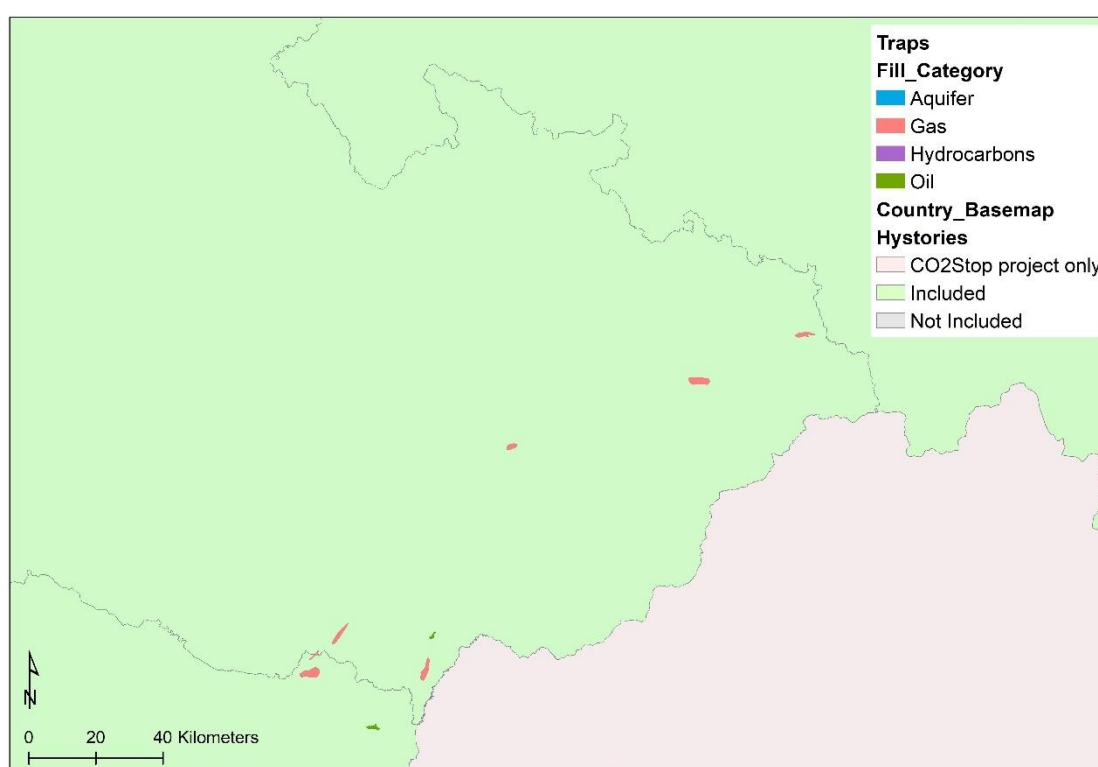 Traps
Fill_Category
Aquifer
Gas
Hydrocarbons
Oil
Country_Basemap
Hystories
CO2Stop project only
Included
Not Included
N
0 20 40 Kilometers